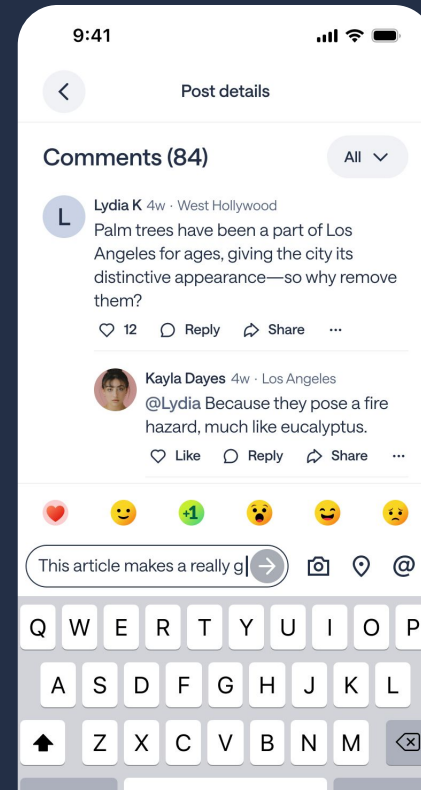 9:41
Post details
Comments (84)
All
L
Lydia K 4w · West Hollywood
Palm trees have been a part of Los
Angeles for ages, giving the city its
distinctive appearance—so why remove
them?
12 Reply Share ...
Kayla Dayes 4w · Los Angeles
@Lydia Because they pose a fire
hazard, much like eucalyptus.
Like Reply Share ...
+1
This article makes a really g
@
Q W E R T Y U I O P
A S D F G H J K L
Z X C V B N M